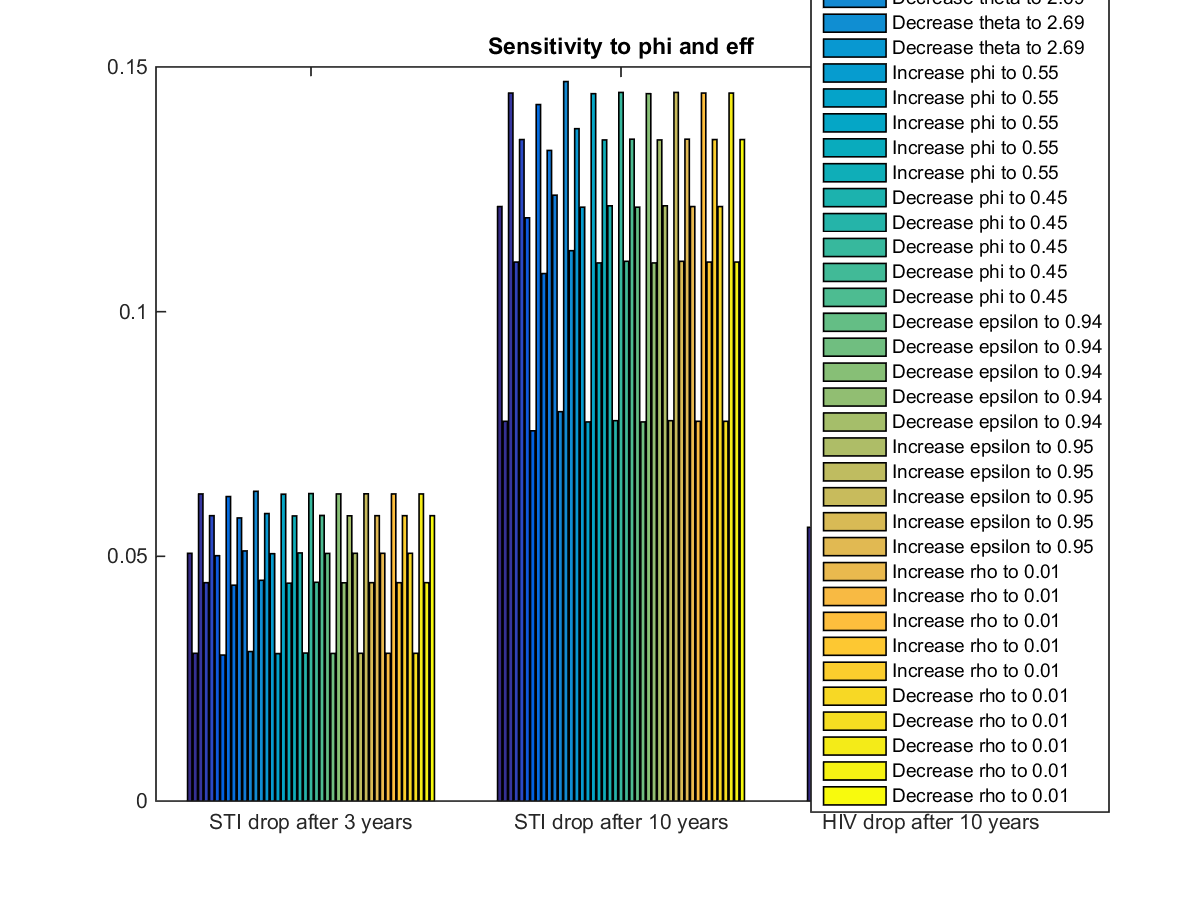 Decrease theta to 2.69
Decrease theta to 2.69
Decrease theta to 2.69
Sensitivity to phi and eff
0.15
0.1
0.05
0
Increase phi to 0.55
Increase phi to 0.55
Increase phi to 0.55
Increase phi to 0.55
Increase phi to 0.55
Decrease phi to 0.45
Decrease phi to 0.45
Decrease phi to 0.45
Decrease phi to 0.45
Decrease phi to 0.45
Decrease epsilon to 0.94
Decrease epsilon to 0.94
Decrease epsilon to 0.94
Decrease epsilon to 0.94
Decrease epsilon to 0.94
Increase epsilon to 0.95
Increase epsilon to 0.95
Increase epsilon to 0.95
Increase epsilon to 0.95
Increase epsilon to 0.95
Increase rho to 0.01
Increase rho to 0.01
Increase rho to 0.01
Increase rho to 0.01
Increase rho to 0.01
Decrease rho to 0.01
Decrease rho to 0.01
Decrease rho to 0.01
Decrease rho to 0.01
Decrease rho to 0.01
STI drop after 3 years
STI drop after 10 years
HIV drop after 10 years